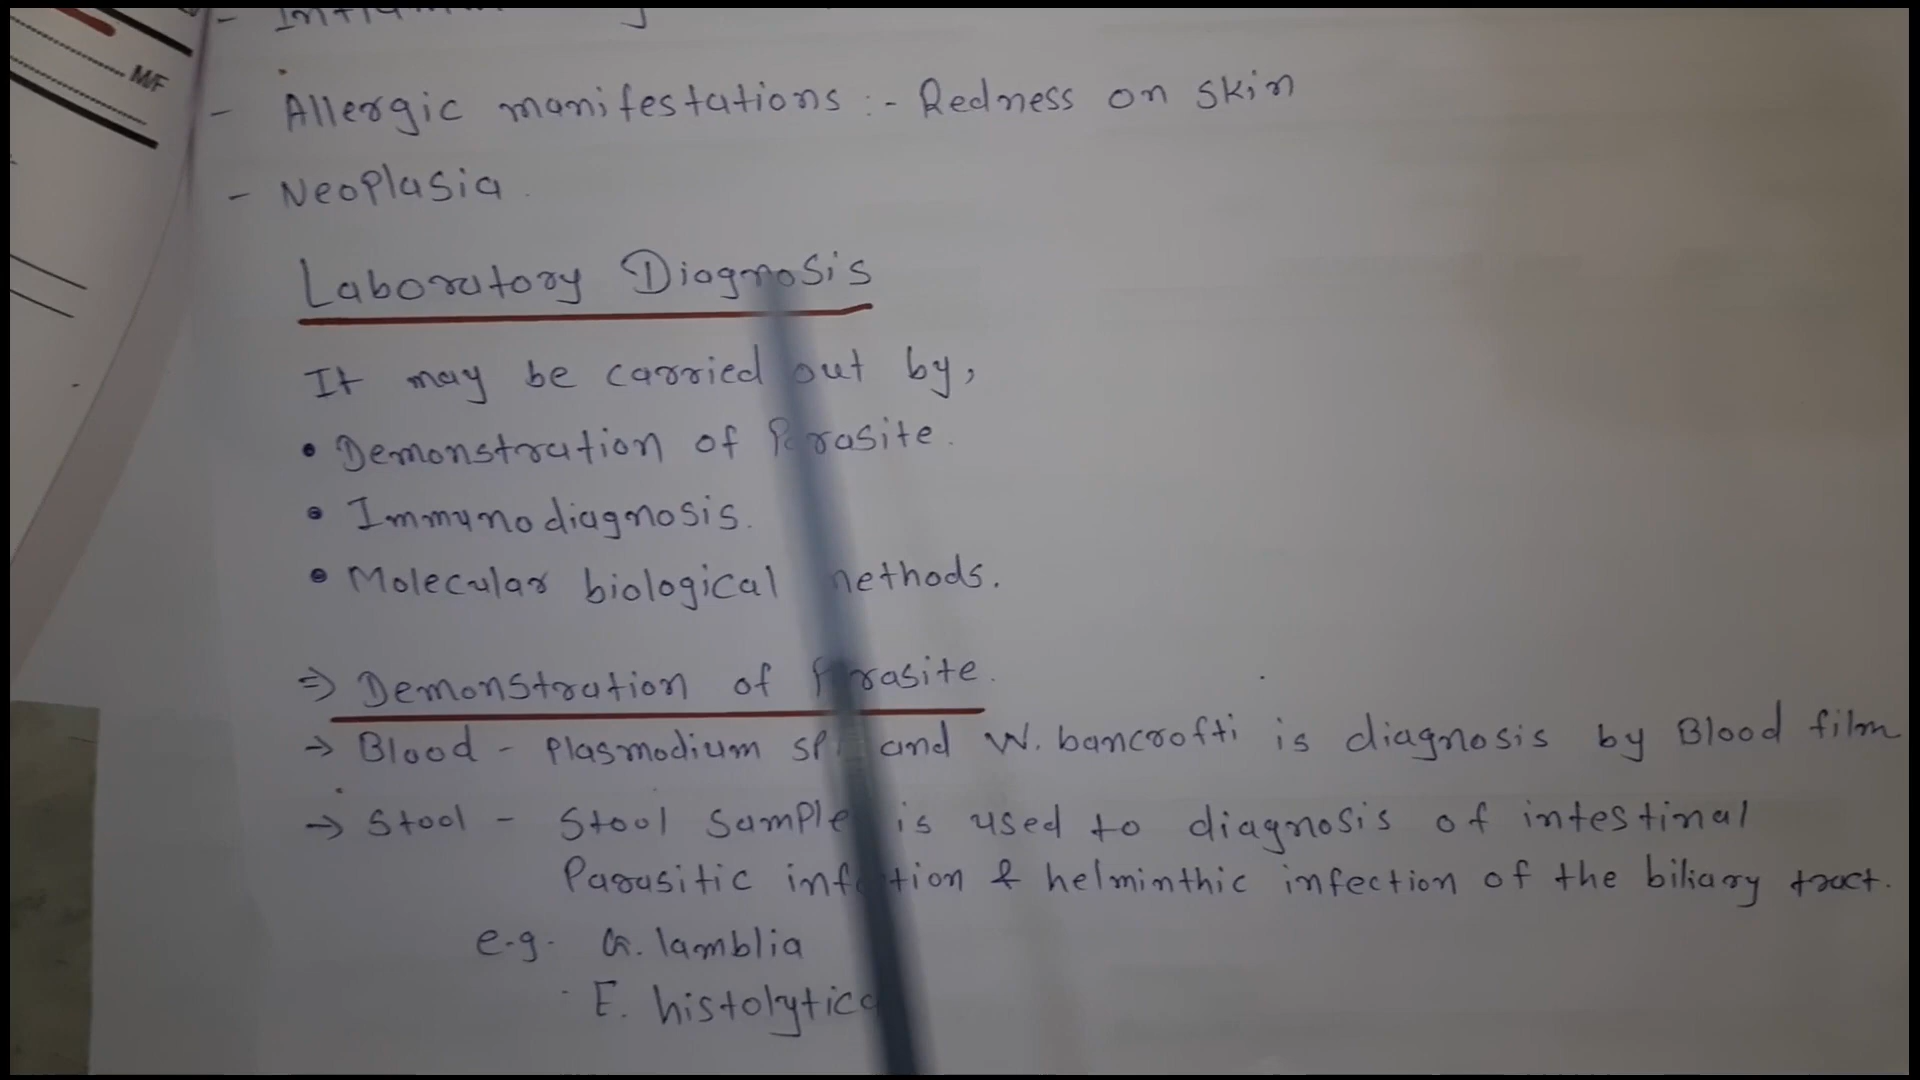 M/F
- Allergic manifestations :- Redness on skin
- Neoplasia.
Laboratory Diagnosis
It may be carried out by,
• Demonstration of Parasite.
• Immunodiagnosis.
• Molecular biological methods.
⇒ Demonstration of Parasite.
→ Blood - Plasmodium sp. and W. bancrofti is diagnosis by Blood film
→ Stool - Stool sample is used to diagnosis of intestinal
Parasitic infection & helminthic infection of the biliary tract.
e.g. G. lamblia
E. histolytica